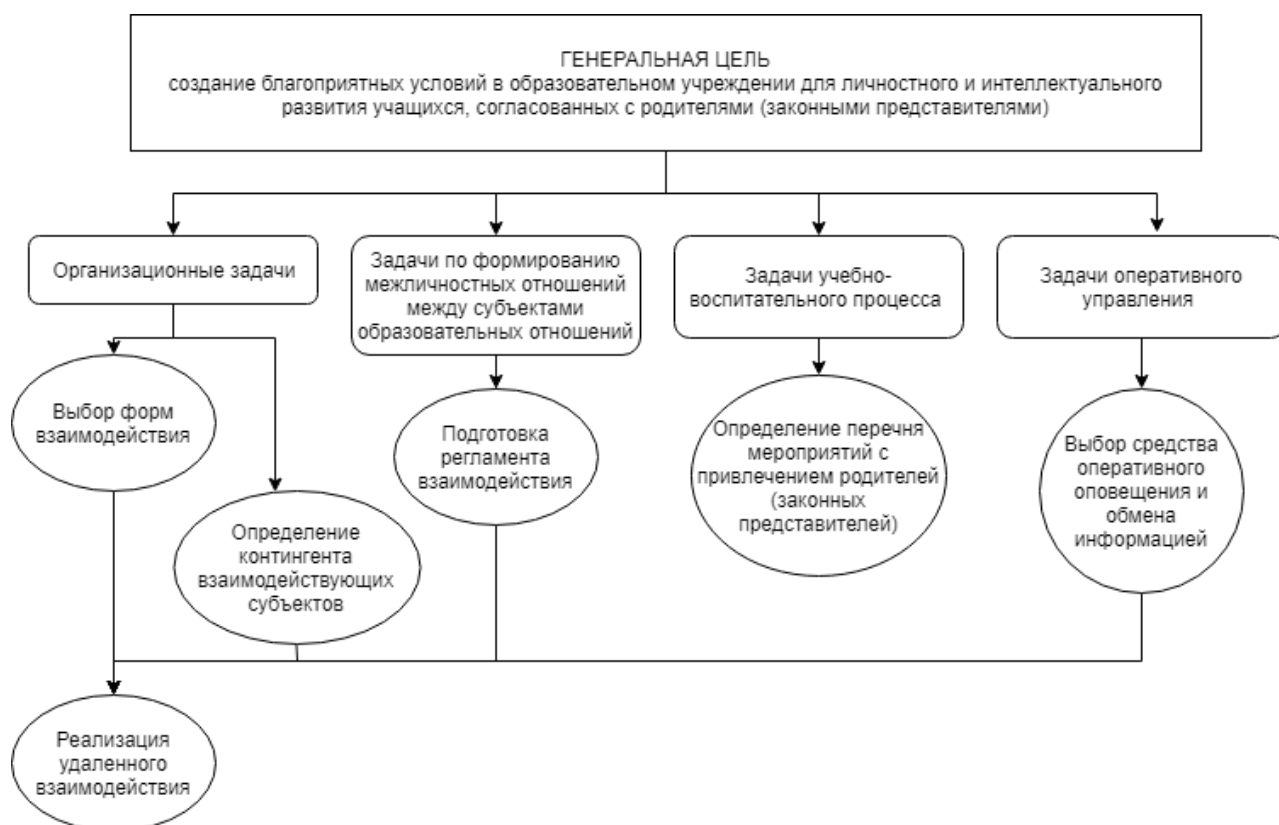 ГЕНЕРАЛЬНАЯ ЦЕЛЬ
создание благоприятных условий в образовательном учреждении для личностного и интеллектуального
развития учащихся, согласованных с родителями (законными представителями)
Организационные задачи
Задачи по формированию
межличностных отношений
между субъектами
образовательных отношений
Задачи учебно-
воспитательного процесса
Задачи оперативного
управления
Выбор форм
взаимодействия
Определение
контингента
взаимодействующих
субъектов
Подготовка
регламента
взаимодействия
Определение перечня
мероприятий с
привлечением родителей
(законных
представителей)
Выбор средства
оперативного
оповещения и
обмена
информацией
Реализация
удаленного
взаимодействия